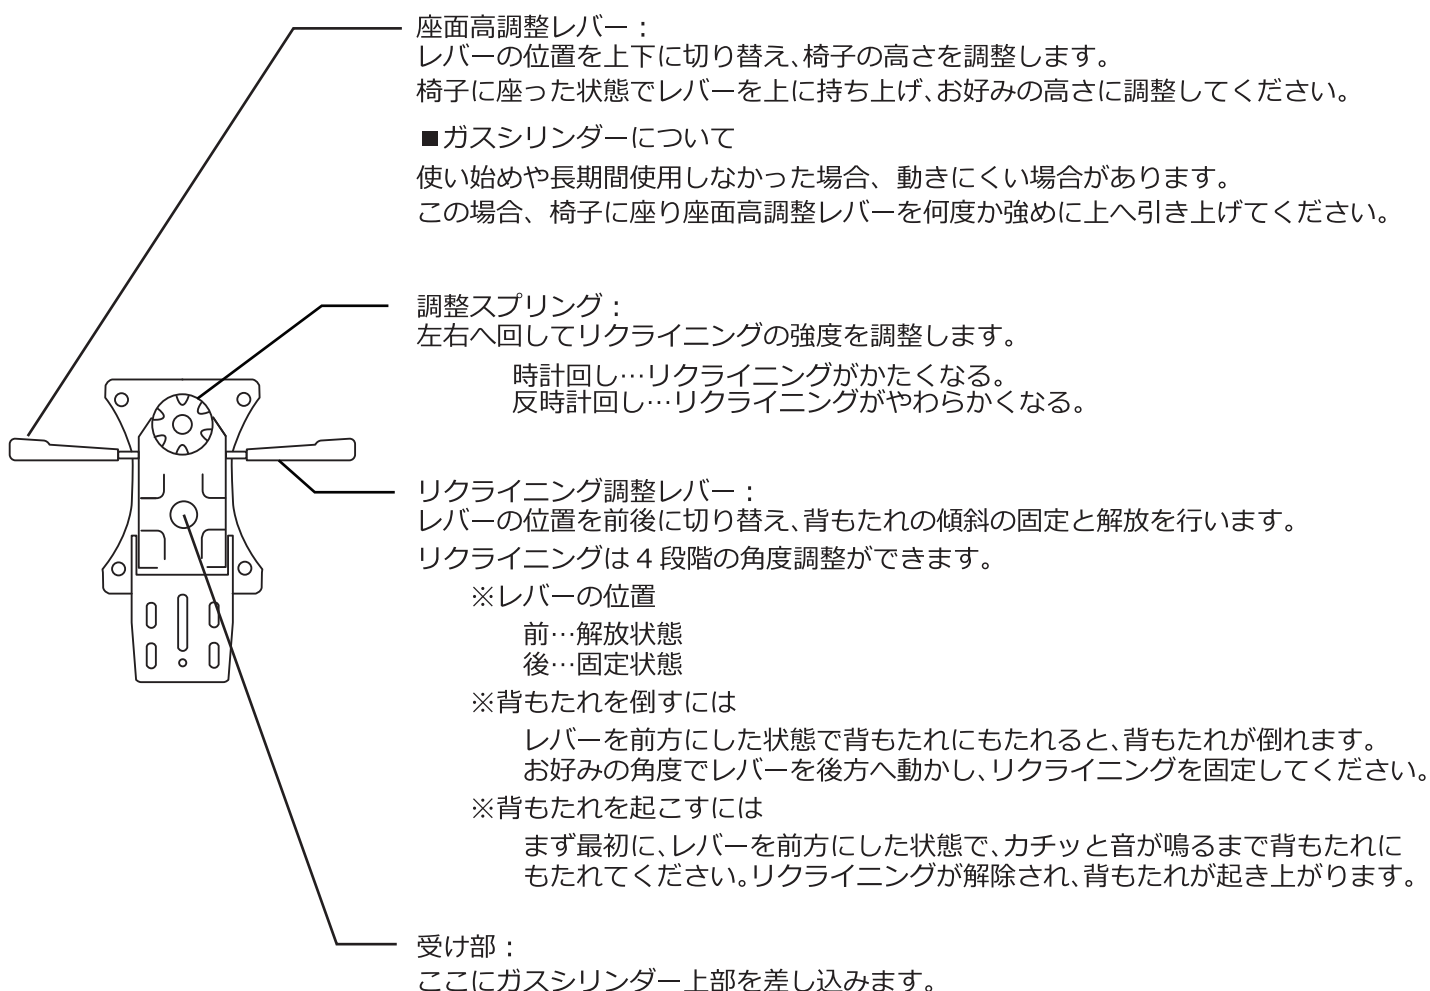 座面高調整レバー：
レバーの位置を上下に切り替え、椅子の高さを調整します。
椅子に座った状態でレバーを上に持ち上げ、お好みの高さに調整してください。
■ガスシリンダーについて
使い始めや長期間使用しなかった場合、動きにくい場合があります。
この場合、椅子に座り座面高調整レバーを何度か強めに上へ引き上げてください。
調整スプリング：
左右へ回してリクライニングの強度を調整します。
時計回し…リクライニングがかたくなる。
反時計回し…リクライニングがやわらかくなる。
リクライニング調整レバー：
レバーの位置を前後に切り替え、背もたれの傾斜の固定と解放を行います。
リクライニングは４段階の角度調整ができます。
※レバーの位置
前…解放状態
後…固定状態
※背もたれを倒すには
レバーを前方にした状態で背もたれにもたれると、背もたれが倒れます。
お好みの角度でレバーを後方へ動かし、リクライニングを固定してください。
※背もたれを起こすには
まず最初に、レバーを前方にした状態で、カチッと音が鳴るまで背もたれに
もたれてください。リクライニングが解除され、背もたれが起き上がります。
受け部：
ここにガスシリンダー上部を差し込みます。